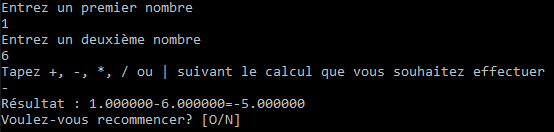 Entrez un premier nombre
1
Entrez un deuxième nombre
6
Tapez +, -, *, / ou | suivant le calcul que vous souhaitez effectuer
-
Résultat : 1.000000-6.000000=-5.000000
Voulez-vous recommencer? [O/N]